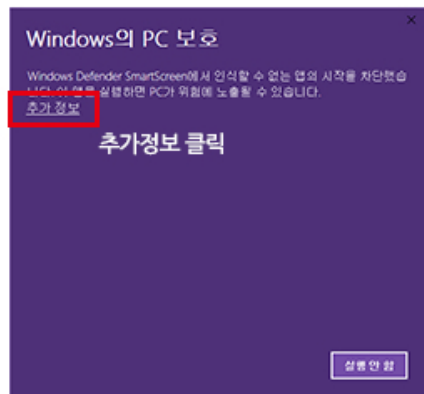 Windows의 PC 보호
Windows Defender SmartScreen에서 인식할 수 없는 앱의 시작을 차단했습
니다. 이 앱을 실행하면 PC가 위험에 노출될 수 있습니다.
추가 정보
추가정보 클릭
실행 안 함